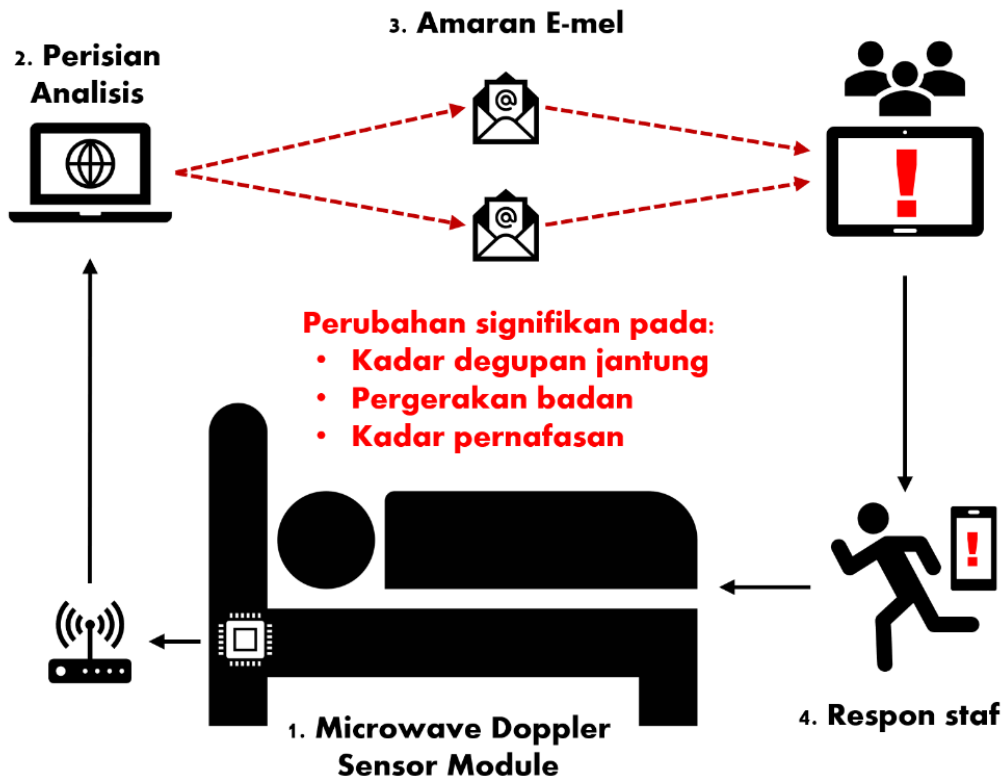 3. Amaran E-mel
2. Perisian
Analisis
@
@
!
Perubahan signifikan pada:
• Kadar degupan jantung
• Pergerakan badan
• Kadar pernafasan
!
1. Microwave Doppler
Sensor Module
4. Respon staf